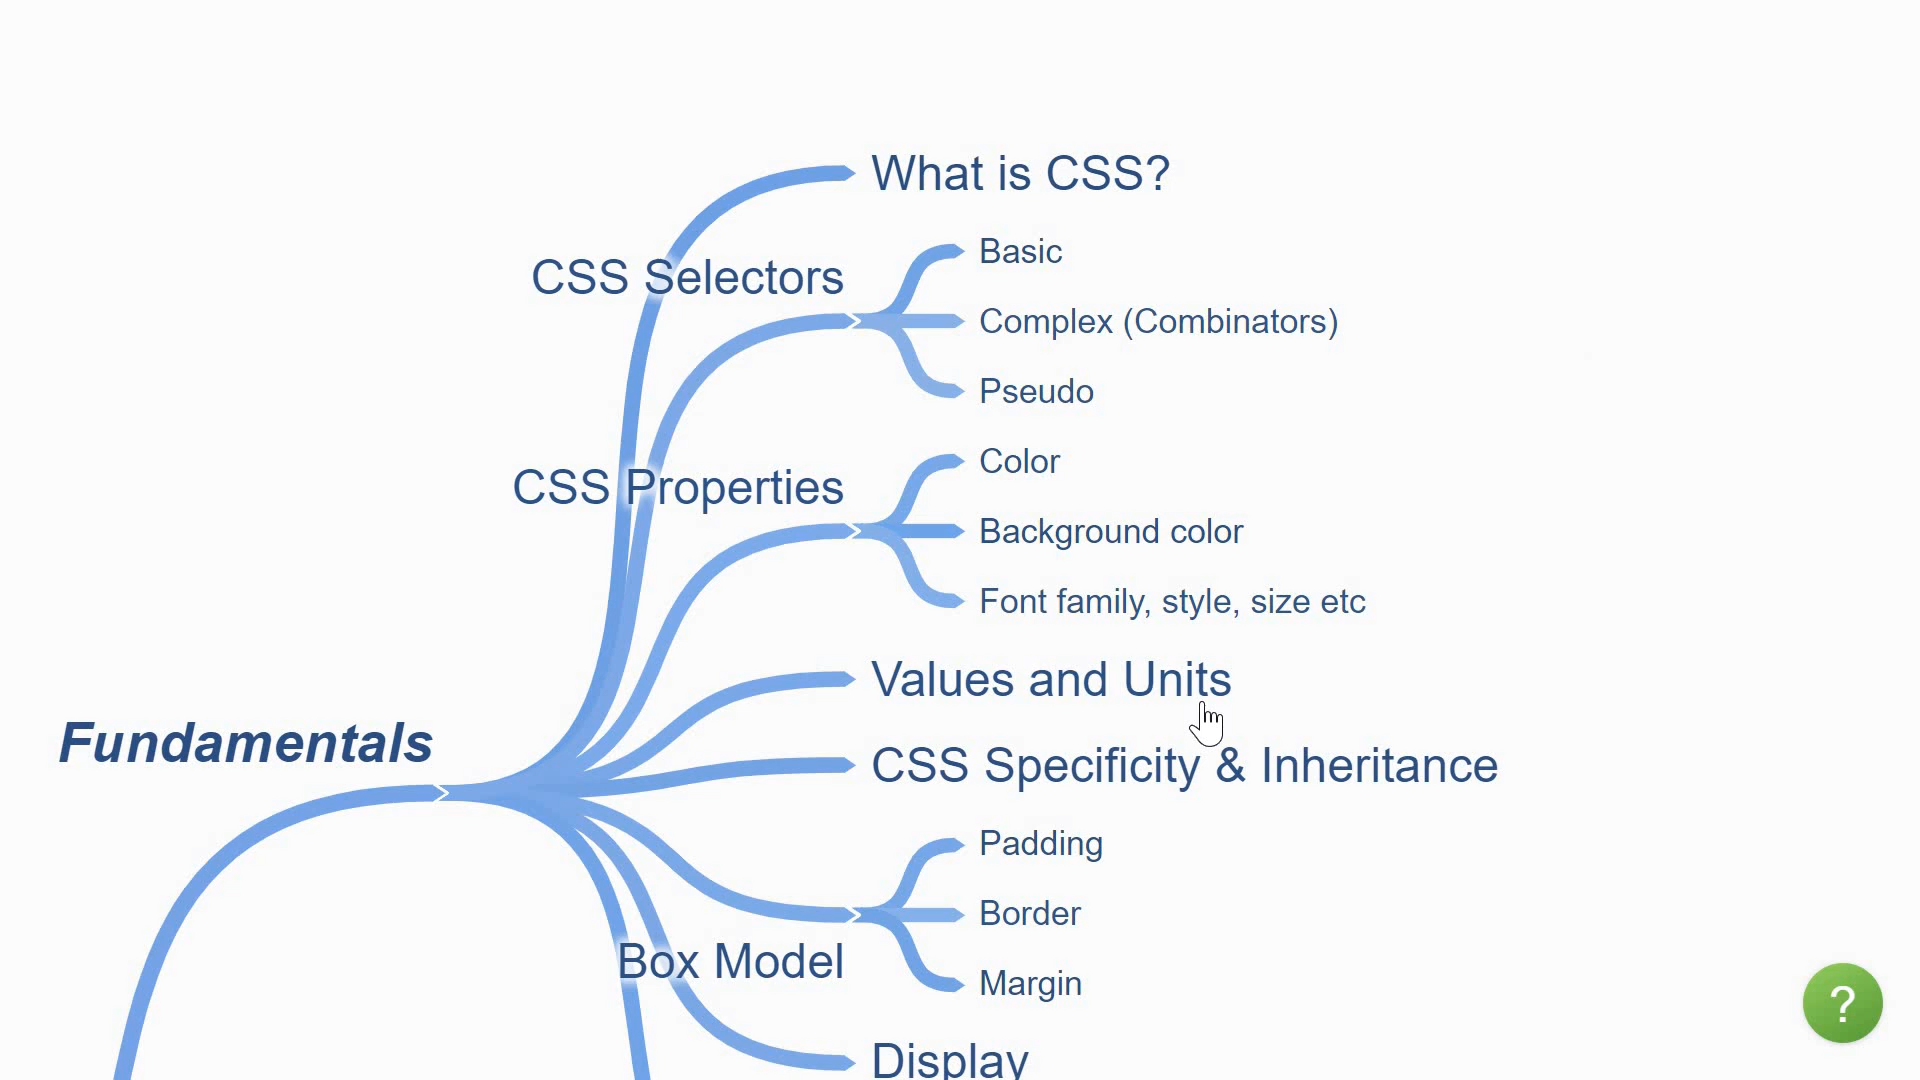 What is CSS?
CSS Selectors
Basic
Complex (Combinators)
Pseudo
CSS Properties
Color
Background color
Font family, style, size etc
Values and Units
Fundamentals
CSS Specificity & Inheritance
Box Model
Padding
Border
Margin
Display
?